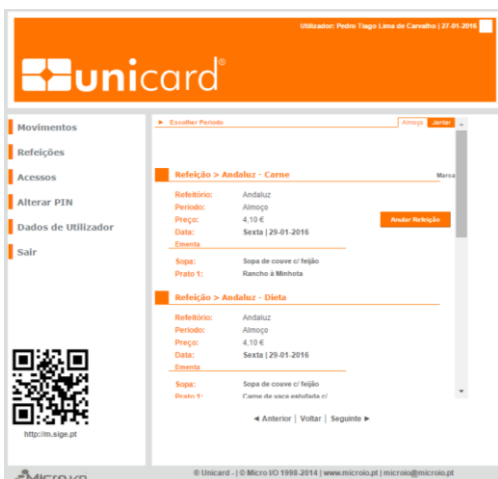 Utilizador: Pedro Tiago Lima de Carvalho | 27-01-2016
unicard®
Movimentos
Refeições
Acessos
Alterar PIN
Dados de Utilizador
Sair
http://m.sige.pt
Escolher Período
Almoço Jantar
Refeição > Andaluz - Carne
Marca
Refeitório: Andaluz
Período: Almoço
Preço: 4,10 €
Anular Refeição
Data: Sexta | 29-01-2016
Ementa
Sopa: Sopa de couve c/ feijão
Prato 1: Rancho à Minhota
Refeição > Andaluz - Dieta
Refeitório: Andaluz
Período: Almoço
Preço: 4,10 €
Data: Sexta | 29-01-2016
Ementa
Sopa: Sopa de couve c/ feijão
Prato 1: Carne de vaca estufada c/
◄ Anterior | Voltar | Seguinte ►
© Unicard - | © Micro I/O 1998-2014 | www.microio.pt | microio@microio.pt